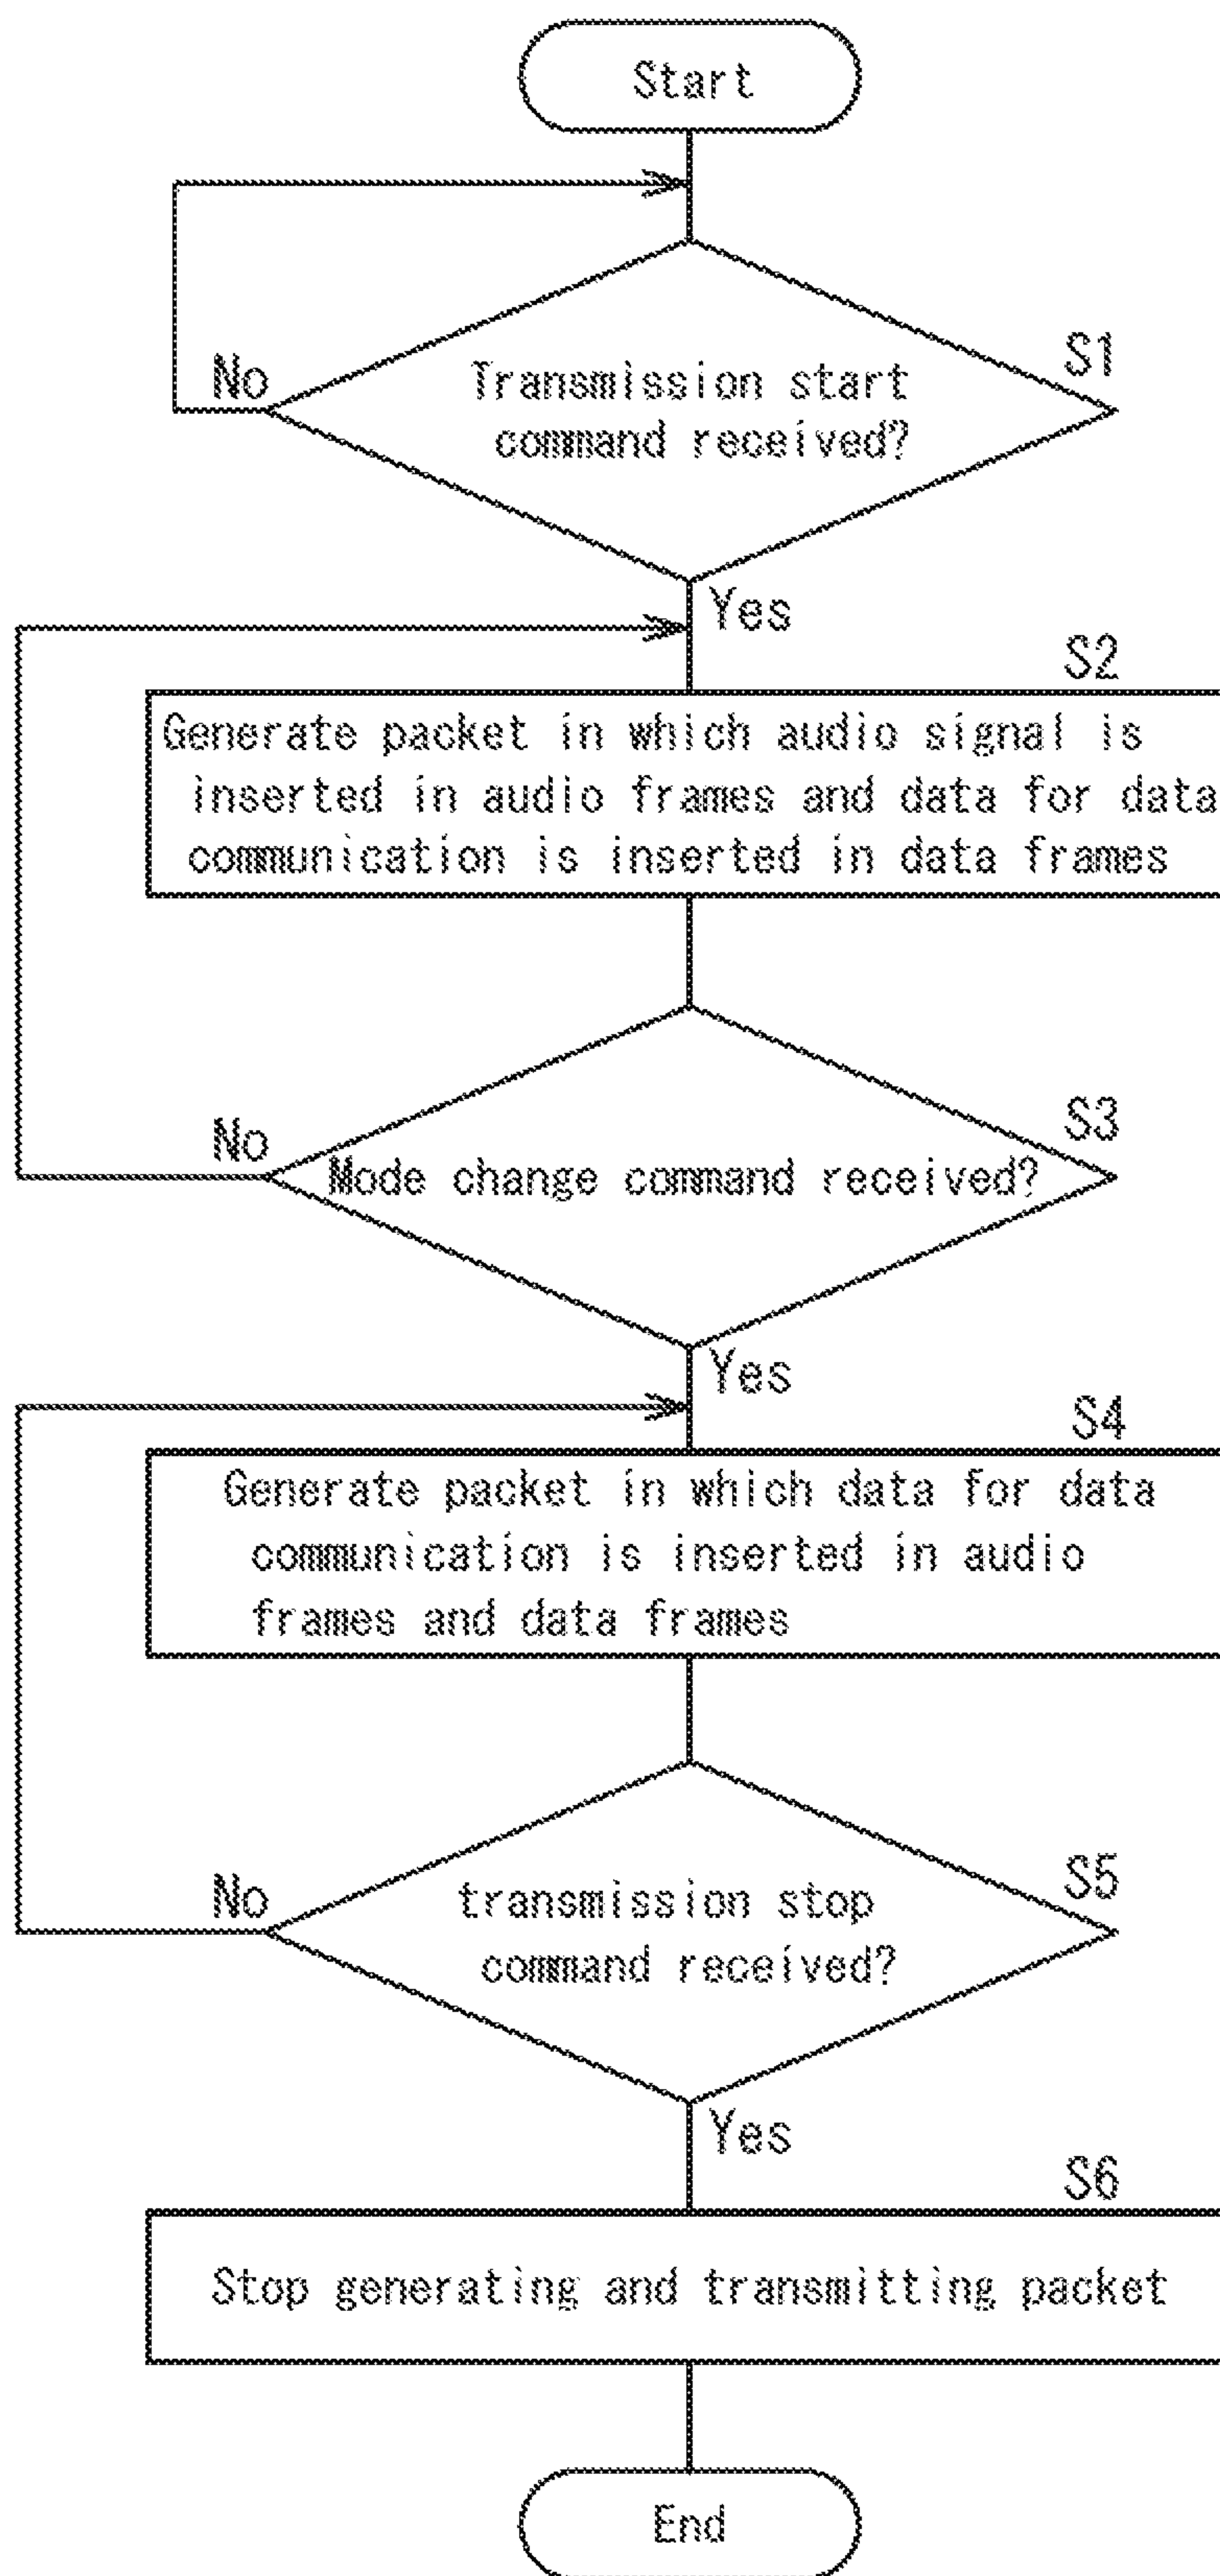 Start
No
S1
Transmission start
command received?
Yes
S2
Generate packet in which audio signal is
inserted in audio frames and data for data
communication is inserted in data frames
No
S3
Mode change command received?
Yes
S4
Generate packet in which data for data
communication is inserted in audio
frames and data frames
No
S5
transmission stop
command received?
Yes
S6
Stop generating and transmitting packet
End